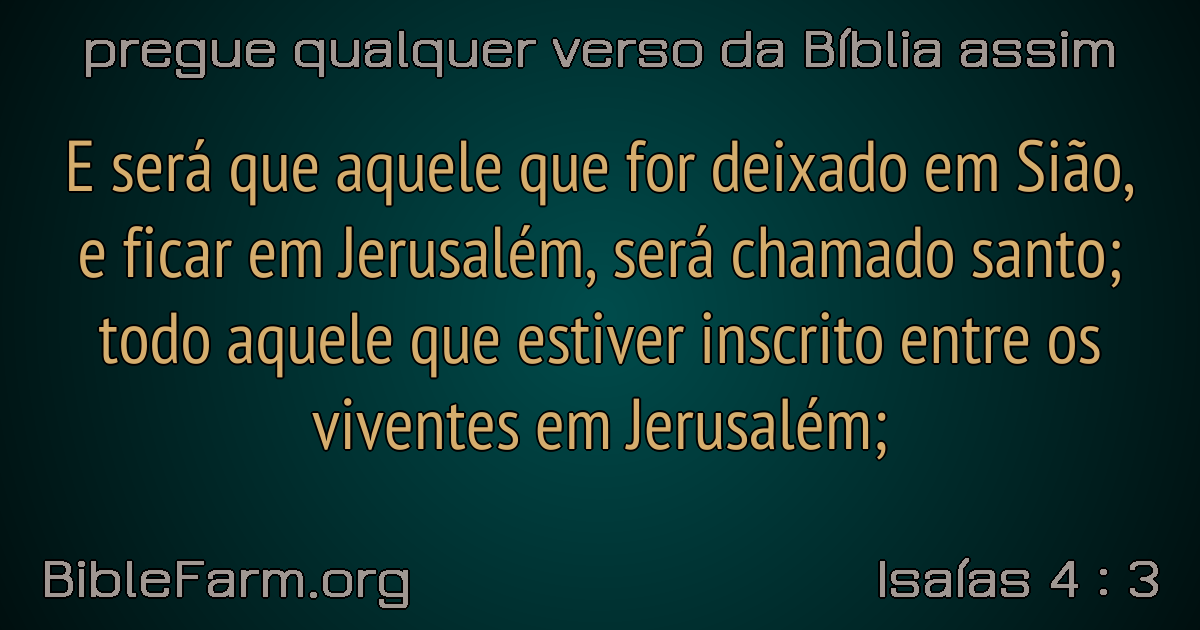 pregue qualquer verso da Bíblia assim
E será que aquele que for deixado em Sião,
e ficar em Jerusalém, será chamado santo;
todo aquele que estiver inscrito entre os
viventes em Jerusalém;
BibleFarm.org
Isaías 4 : 3